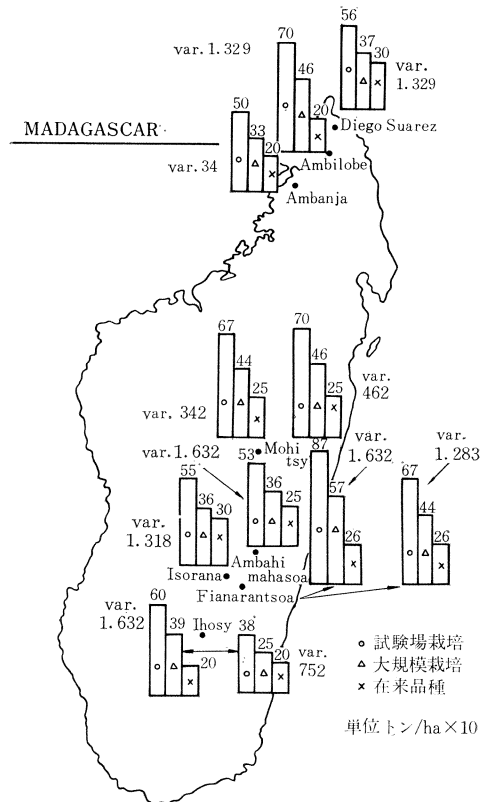 56
70
37
var. 1.329
46
30
var.
1.329
50
20
Diego Suarez
MADAGASCAR
33
20
Ambilobe
var. 34
Ambanja
67
70
44
46
25
25
var.
462
var. 342
87
Mohi
tsy
var.
1.632
var.
1.283
var. 1.632
53
67
55
36
57
36
30
25
44
var.
1.318
26
26
Ambahi
mahasoa
Isorana
Fianarantsoa
var.
1.632
60
39
Ihosy
38
25
20
20
var.
752
○ 試験場栽培
△ 大規模栽培
× 在来品種
単位トン/ha×10